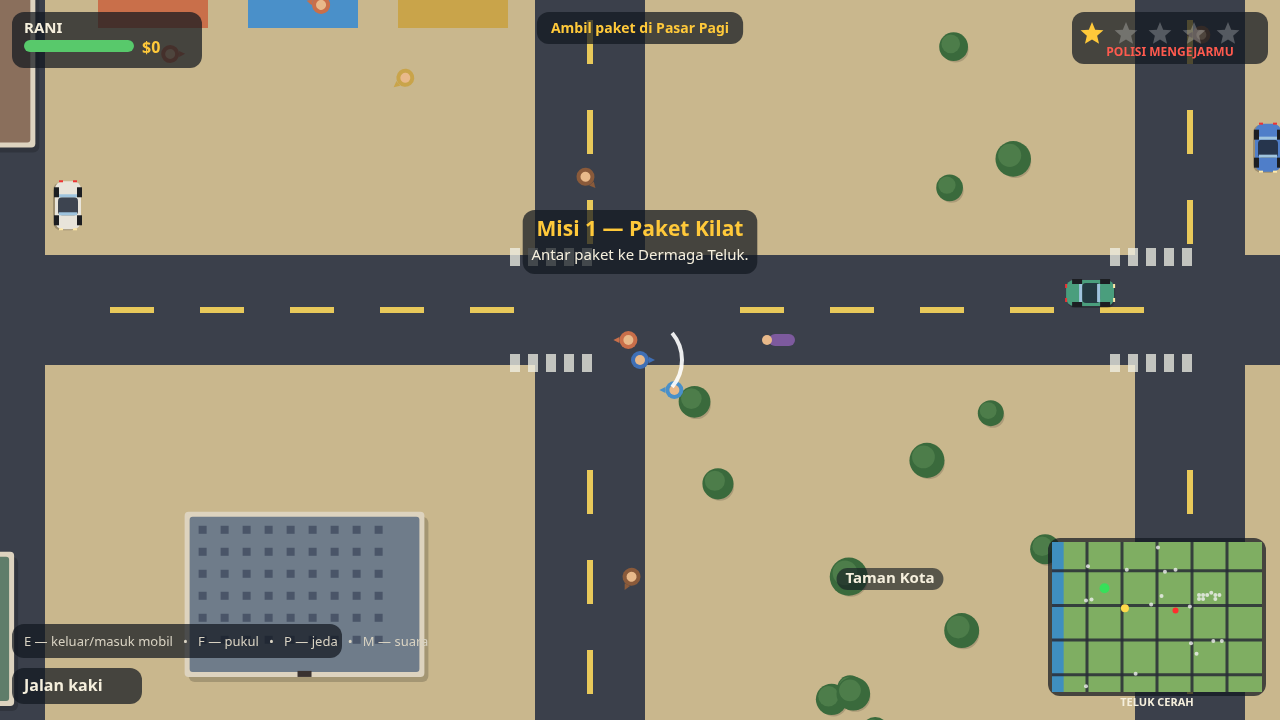 RANI
$0
Ambil paket di Pasar Pagi
POLISI MENGEJARMU
Misi 1 — Paket Kilat
Antar paket ke Dermaga Teluk.
Taman Kota
E — keluar/masuk mobil • F — pukul • P — jeda • M — suara
Jalan kaki
TELUK CERAH